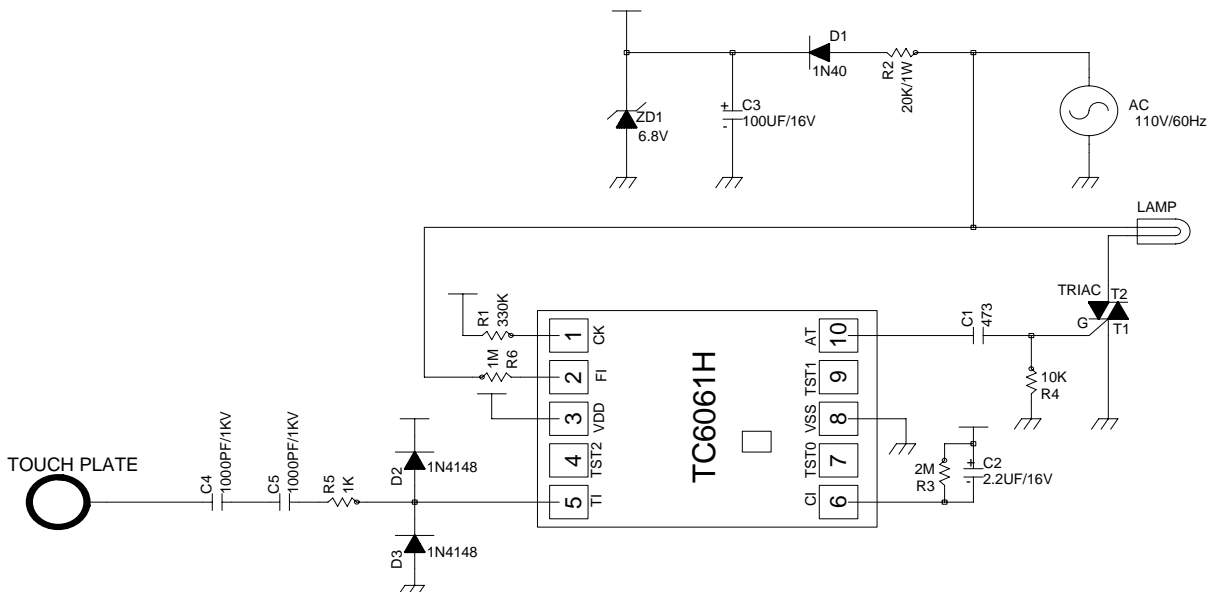 D1
1N40
R2
20K/1W
ZD1
6.8V
+
C3
-
100UF/16V
AC
110V/60Hz
LAMP
TRIAC
T2
G
T1
R1
330K
1
CK
1M
R6
2
FI
3
VDD
4
TST2
5
TI
TC6061H
AT
10
TST1
9
VSS
8
TST0
7
CI
6
C1
473
10K
R4
2M
R3
+
C2
-
2.2UF/16V
TOUCH PLATE
C4
1000PF/1KV
C5
1000PF/1KV
R5
1K
D2
1N4148
D3
1N4148